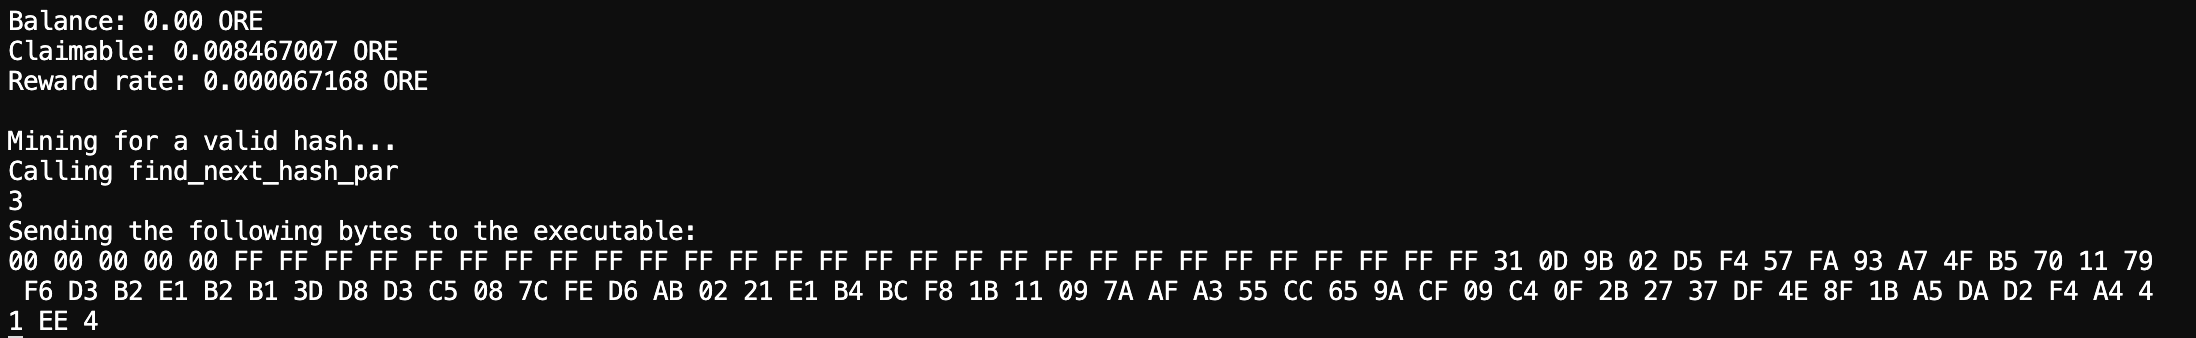 Balance: 0.00 ORE
Claimable: 0.008467007 ORE
Reward rate: 0.000067168 ORE
Mining for a valid hash...
Calling find_next_hash_par
3
Sending the following bytes to the executable:
00 00 00 00 00 FF FF FF FF FF FF FF FF FF FF FF FF FF FF FF FF FF FF FF FF FF FF FF FF FF FF FF FF 31 0D 9B 02 D5 F4 57 FA 93 A7 4F B5 70 11 79
F6 D3 B2 E1 B2 B1 3D D8 D3 C5 08 7C FE D6 AB 02 21 E1 B4 BC F8 1B 11 09 7A AF A3 55 CC 65 9A CF 09 C4 0F 2B 27 37 DF 4E 8F 1B A5 DA D2 F4 A4 4
1 EE 4